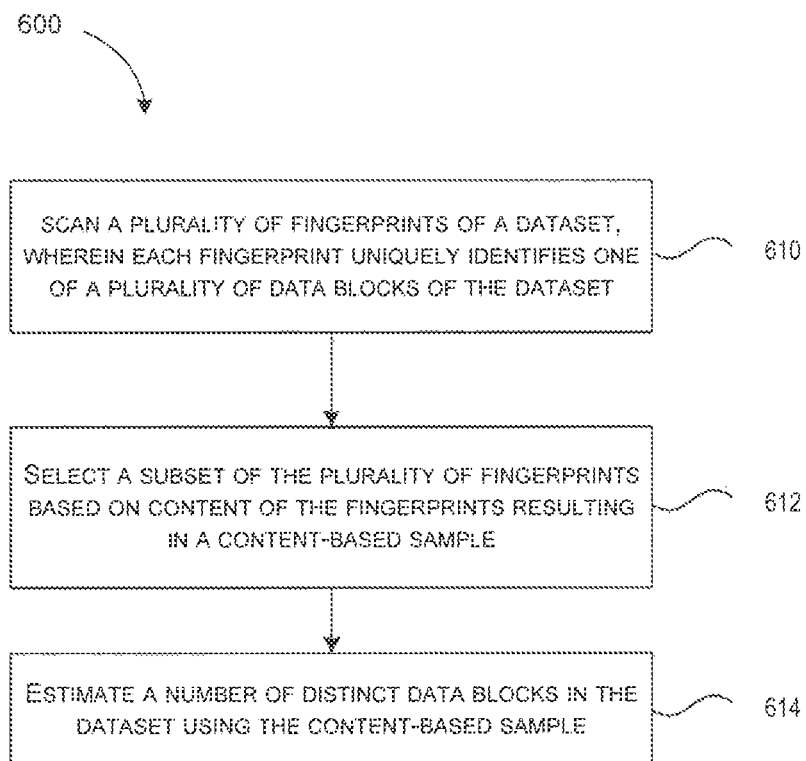 600
SCAN A PLURALITY OF FINGERPRINTS OF A DATASET,
WHEREIN EACH FINGERPRINT UNIQUELY IDENTIFIES ONE
OF A PLURALITY OF DATA BLOCKS OF THE DATASET
610
SELECT A SUBSET OF THE PLURALITY OF FINGERPRINTS
BASED ON CONTENT OF THE FINGERPRINTS RESULTING
IN A CONTENT-BASED SAMPLE
612
ESTIMATE A NUMBER OF DISTINCT DATA BLOCKS IN THE
DATASET USING THE CONTENT-BASED SAMPLE
614